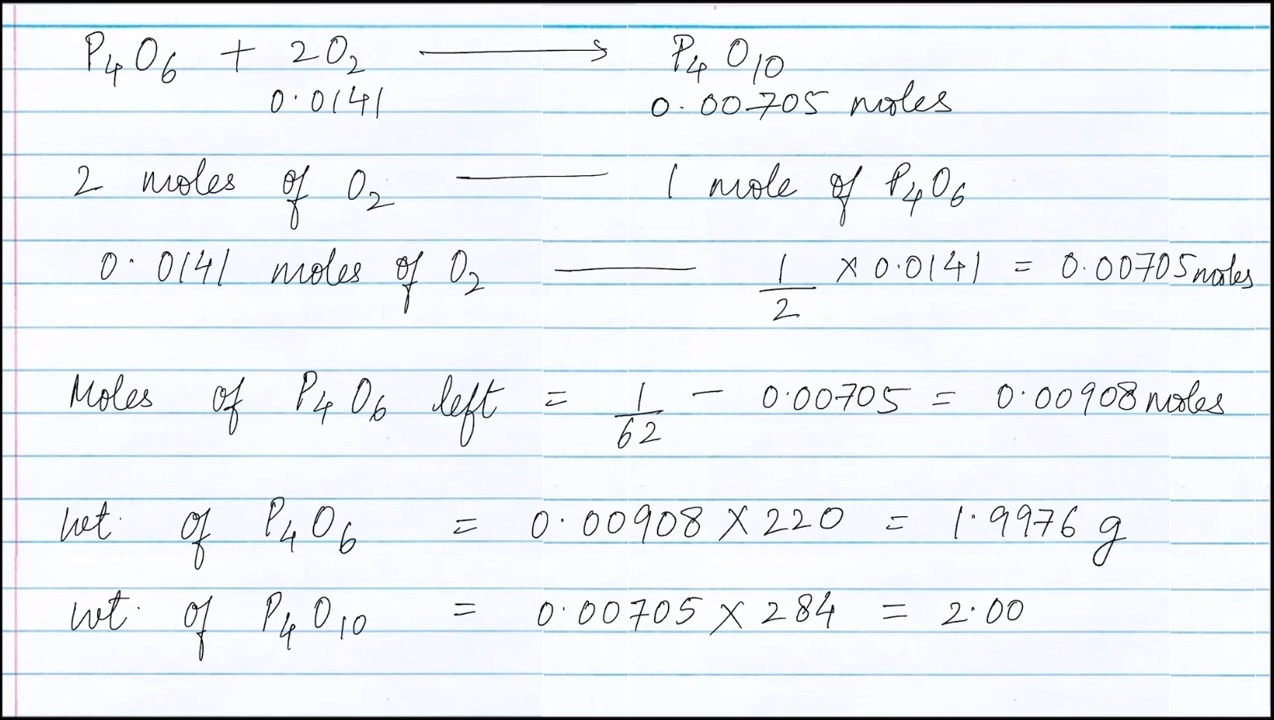 P₄O₆ + 2O₂ ⟶ P₄O₁₀
0.0141 0.00705 moles
2 moles of O₂ — 1 mole of P₄O₆
0.0141 moles of O₂ — 1/2 × 0.0141 = 0.00705 moles
Moles of P₄O₆ left = 1/62 - 0.00705 = 0.00908 moles
wt. of P₄O₆ = 0.00908 × 220 = 1.9976 g
wt. of P₄O₁₀ = 0.00705 × 284 = 2.00